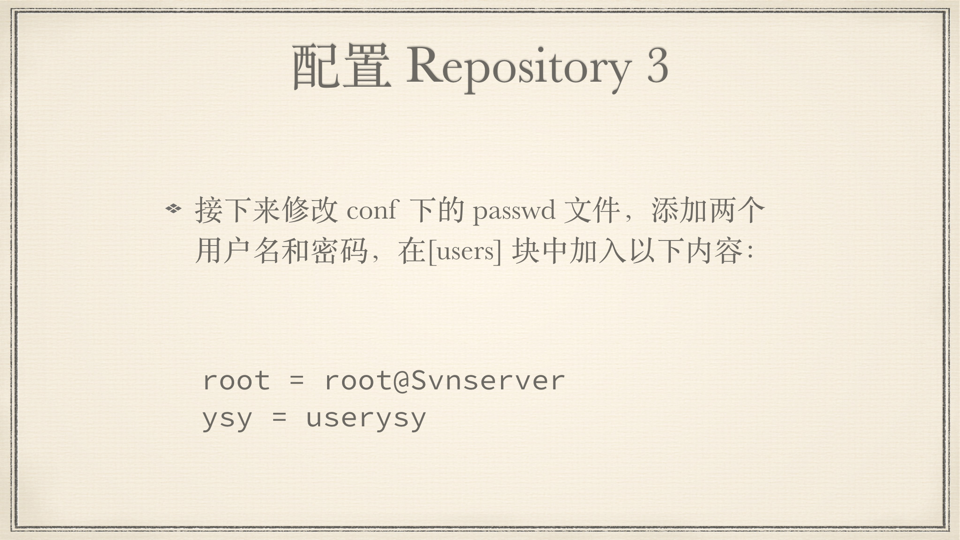 配置 Repository 3
接下来修改 conf 下的 passwd 文件，添加两个
用户名和密码，在[users] 块中加入以下内容：
root = root@Svnserver
ysy = userysy